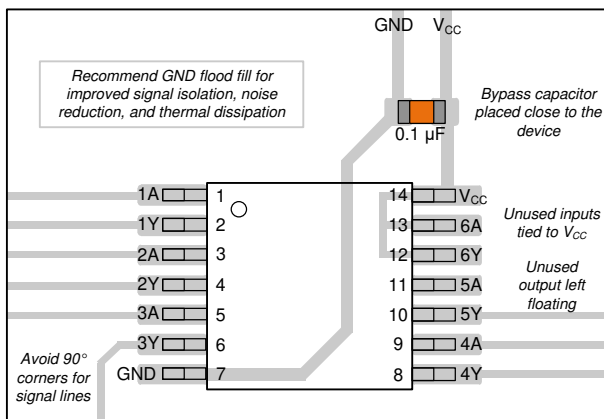 GND VCC
Recommend GND flood fill for
improved signal isolation, noise
reduction, and thermal dissipation
Bypass capacitor
placed close to the
device
0.1 µF
1A 1 14 VCC
1Y 2 13 6A
2A 3 12 6Y
2Y 4 11 5A
3A 5 10 5Y
3Y 6 9 4A
GND 7 8 4Y
Unused inputs
tied to VCC
Unused
output left
floating
Avoid 90°
corners for
signal lines